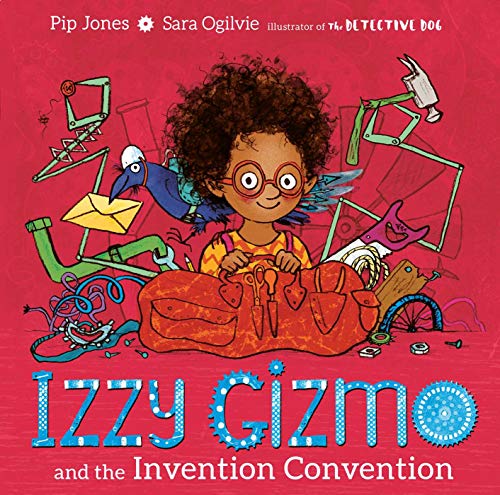 Pip Jones Sara Ogilvie illustrator of The DETECTIVE DOG
IZZY GIZMO
and the Invention Convention